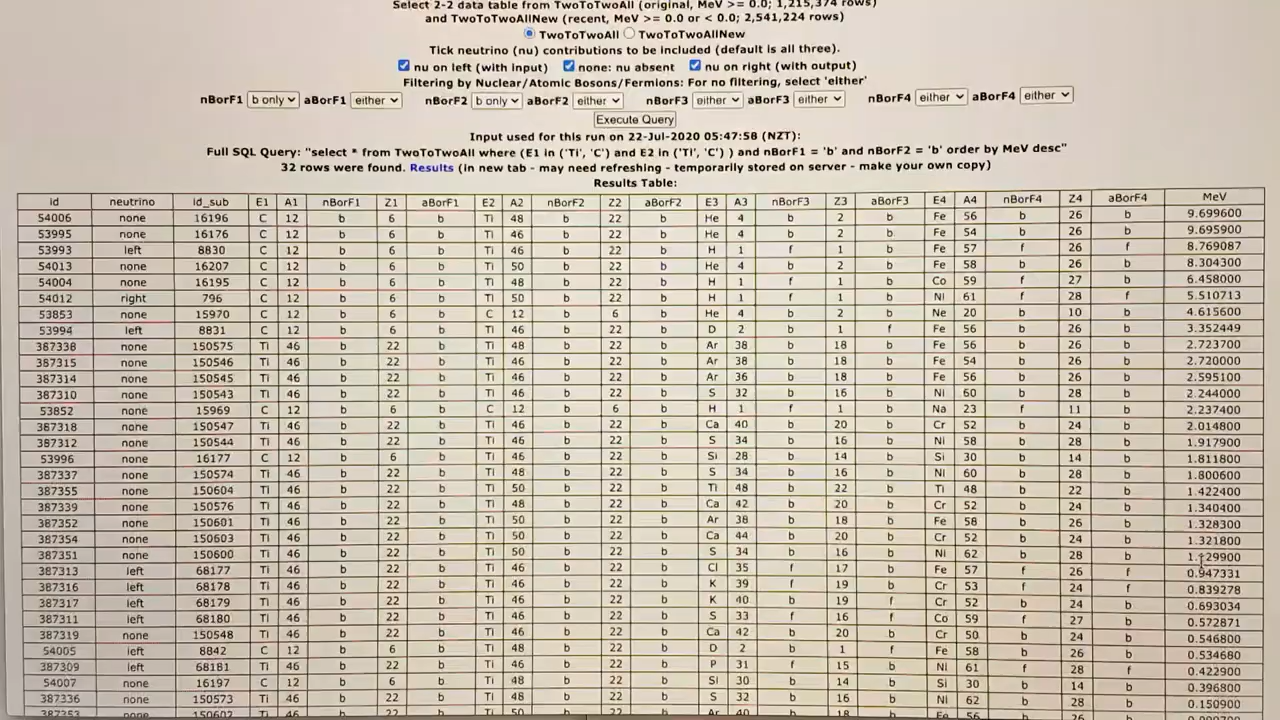 Select 2-2 data table from TwoToTwoAll (original, MeV >= 0.0; 1,215,374 rows)
and TwoToTwoAllNew (recent, MeV >= 0.0 or < 0.0; 2,541,224 rows)
TwoToTwoAll TwoToTwoAllNew
Tick neutrino (nu) contributions to be included (default is all three).
nu on left (with input) none: nu absent nu on right (with output)
Filtering by Nuclear/Atomic Bosons/Fermions: For no filtering, select 'either'
nBorF1 b only aBorF1 either nBorF2 b only aBorF2 either nBorF3 either aBorF3 either nBorF4 either aBorF4 either
Execute Query
Input used for this run on 22-Jul-2020 05:47:58 (NZT):
Full SQL Query: "select * from TwoToTwoAll where (E1 in ('Ti', 'C') and E2 in ('Ti', 'C') ) and nBorF1 = 'b' and nBorF2 = 'b' order by MeV desc"
32 rows were found. Results (in new tab - may need refreshing - temporarily stored on server - make your own copy)
Results Table:
id neutrino id_sub E1 A1 nBorF1 Z1 aBorF1 E2 A2 nBorF2 Z2 aBorF2 E3 A3 nBorF3 Z3 aBorF3 E4 A4 nBorF4 Z4 aBorF4 MeV
54006 none 16196 C 12 b 6 b Ti 48 b 22 b He 4 b 2 b Fe 56 b 26 b 9.699600
53995 none 16176 C 12 b 6 b Ti 46 b 22 b He 4 b 2 b Fe 54 b 26 b 9.695900
53993 left 8830 C 12 b 6 b Ti 46 b 22 b H 1 f 1 b Fe 57 f 26 f 8.769087
54013 none 16207 C 12 b 6 b Ti 50 b 22 b He 4 b 2 b Fe 58 b 26 b 8.304300
54004 none 16195 C 12 b 6 b Ti 48 b 22 b H 1 f 1 b Co 59 f 27 b 6.458000
54012 right 796 C 12 b 6 b Ti 50 b 22 b H 1 f 1 b Ni 61 f 28 f 5.510713
53853 none 15970 C 12 b 6 b C 12 b 6 b He 4 b 2 b Ne 20 b 10 b 4.615600
53994 left 8831 C 12 b 6 b Ti 46 b 22 b D 2 b 1 f Fe 56 b 26 b 3.352449
387338 none 150575 Ti 46 b 22 b Ti 48 b 22 b Ar 38 b 18 b Fe 56 b 26 b 2.723700
387315 none 150546 Ti 46 b 22 b Ti 46 b 22 b Ar 38 b 18 b Fe 54 b 26 b 2.720000
387314 none 150545 Ti 46 b 22 b Ti 46 b 22 b Ar 36 b 18 b Fe 56 b 26 b 2.595100
387310 none 150543 Ti 46 b 22 b Ti 46 b 22 b S 32 b 16 b Ni 60 b 28 b 2.244000
53852 none 15969 C 12 b 6 b C 12 b 6 b H 1 f 1 b Na 23 f 11 b 2.237400
387318 none 150547 Ti 46 b 22 b Ti 46 b 22 b Ca 40 b 20 b Cr 52 b 24 b 2.014800
387312 none 150544 Ti 46 b 22 b Ti 46 b 22 b S 34 b 16 b Ni 58 b 28 b 1.917900
53996 none 16177 C 12 b 6 b Ti 46 b 22 b Si 28 b 14 b Si 30 b 14 b 1.811800
387337 none 150574 Ti 46 b 22 b Ti 48 b 22 b S 34 b 16 b Ni 60 b 28 b 1.800600
387355 none 150604 Ti 46 b 22 b Ti 50 b 22 b Ti 48 b 22 b Ti 48 b 22 b 1.422400
387339 none 150576 Ti 46 b 22 b Ti 48 b 22 b Ca 42 b 20 b Cr 52 b 24 b 1.340400
387352 none 150601 Ti 46 b 22 b Ti 50 b 22 b Ar 38 b 18 b Fe 58 b 26 b 1.328300
387354 none 150603 Ti 46 b 22 b Ti 50 b 22 b Ca 44 b 20 b Cr 52 b 24 b 1.321800
387351 none 150600 Ti 46 b 22 b Ti 50 b 22 b S 34 b 16 b Ni 62 b 28 b
387313 left 68177 Ti 46 b 22 b Ti 46 b 22 b Cl 35 f 17 b Fe 57 f 26 f 0.947331
387316 left 68178 Ti 46 b 22 b Ti 46 b 22 b K 39 f 19 b Cr 53 f 24 f 0.839278
387317 left 68179 Ti 46 b 22 b Ti 46 b 22 b K 40 b 19 f Cr 52 b 24 b 0.693034
387311 left 68180 Ti 46 b 22 b Ti 46 b 22 b S 33 f 16 f Co 59 f 27 b 0.572871
387319 none 150548 Ti 46 b 22 b Ti 46 b 22 b Ca 42 b 20 b Cr 50 b 24 b 0.546800
54005 left 8842 C 12 b 6 b Ti 48 b 22 b D 2 b 1 f Fe 58 b 26 b 0.534680
387309 left 68181 Ti 46 b 22 b Ti 46 b 22 b P 31 f 15 b Ni 61 f 28 f 0.422900
54007 none 16197 C 12 b 6 b Ti 48 b 22 b Si 30 b 14 b Si 30 b 14 b 0.396800
387336 none 150573 Ti 46 b 22 b Ti 48 b 22 b S 32 b 16 b Ni 62 b 28 b 0.150900
387353 none 150602 Ti 46 b 22 b Ti 50 b 22 b Ar 40 b 18 b Fe 56 b 26 b